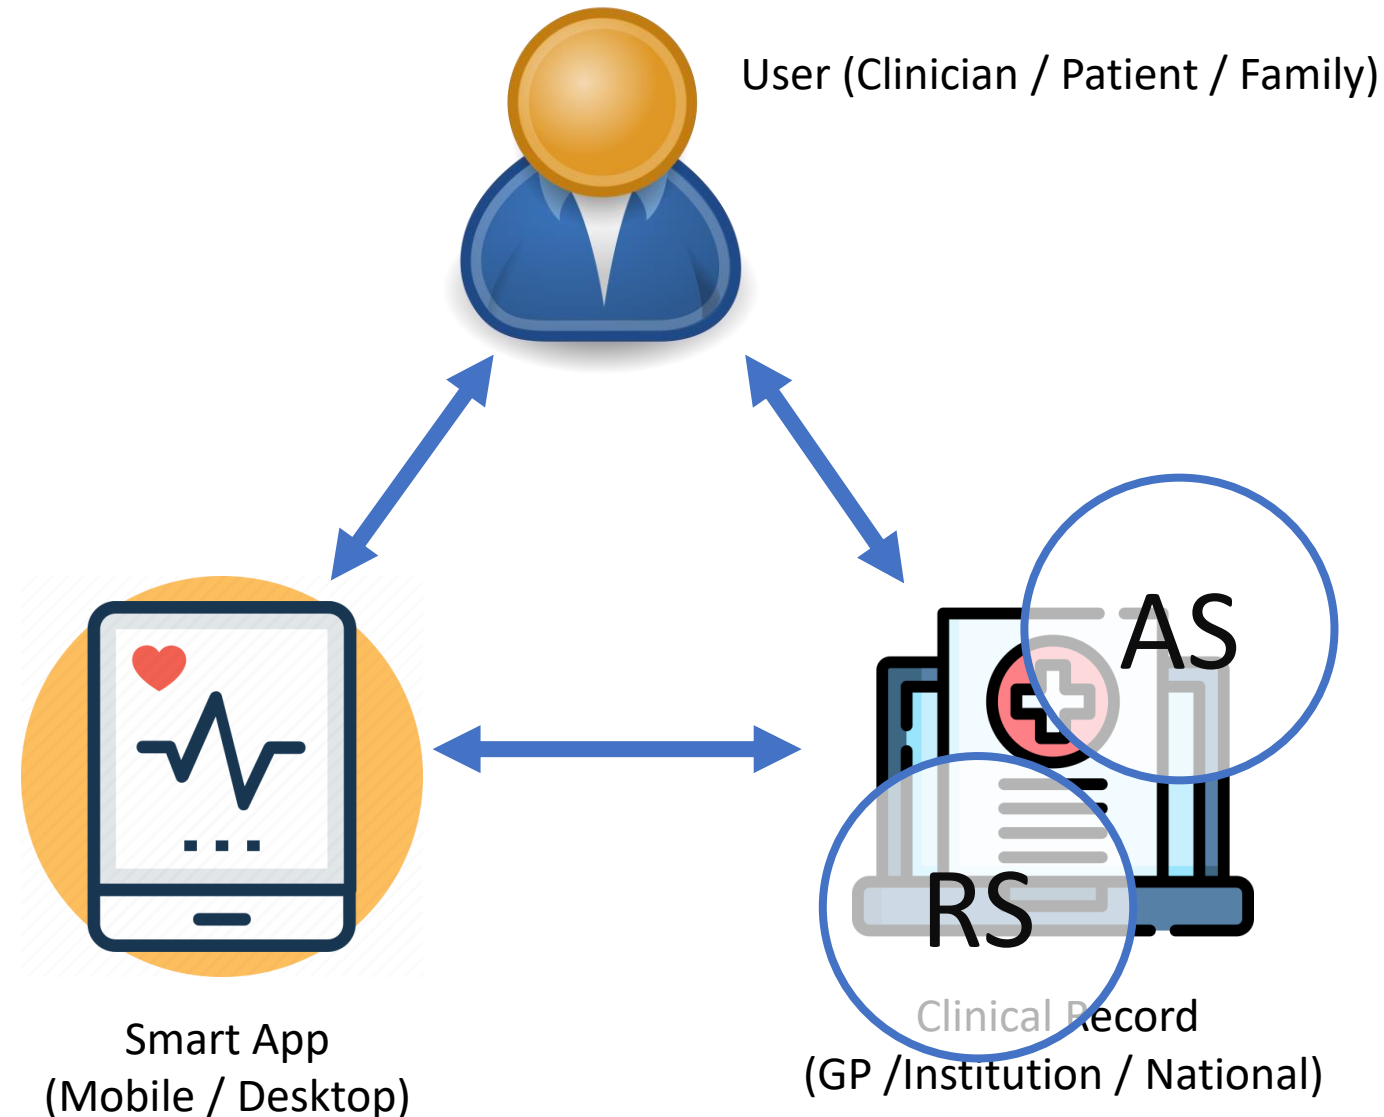 User (Clinician / Patient / Family)
AS
RS
Smart App
(Mobile / Desktop)
Clinical Record
(GP /Institution / National)